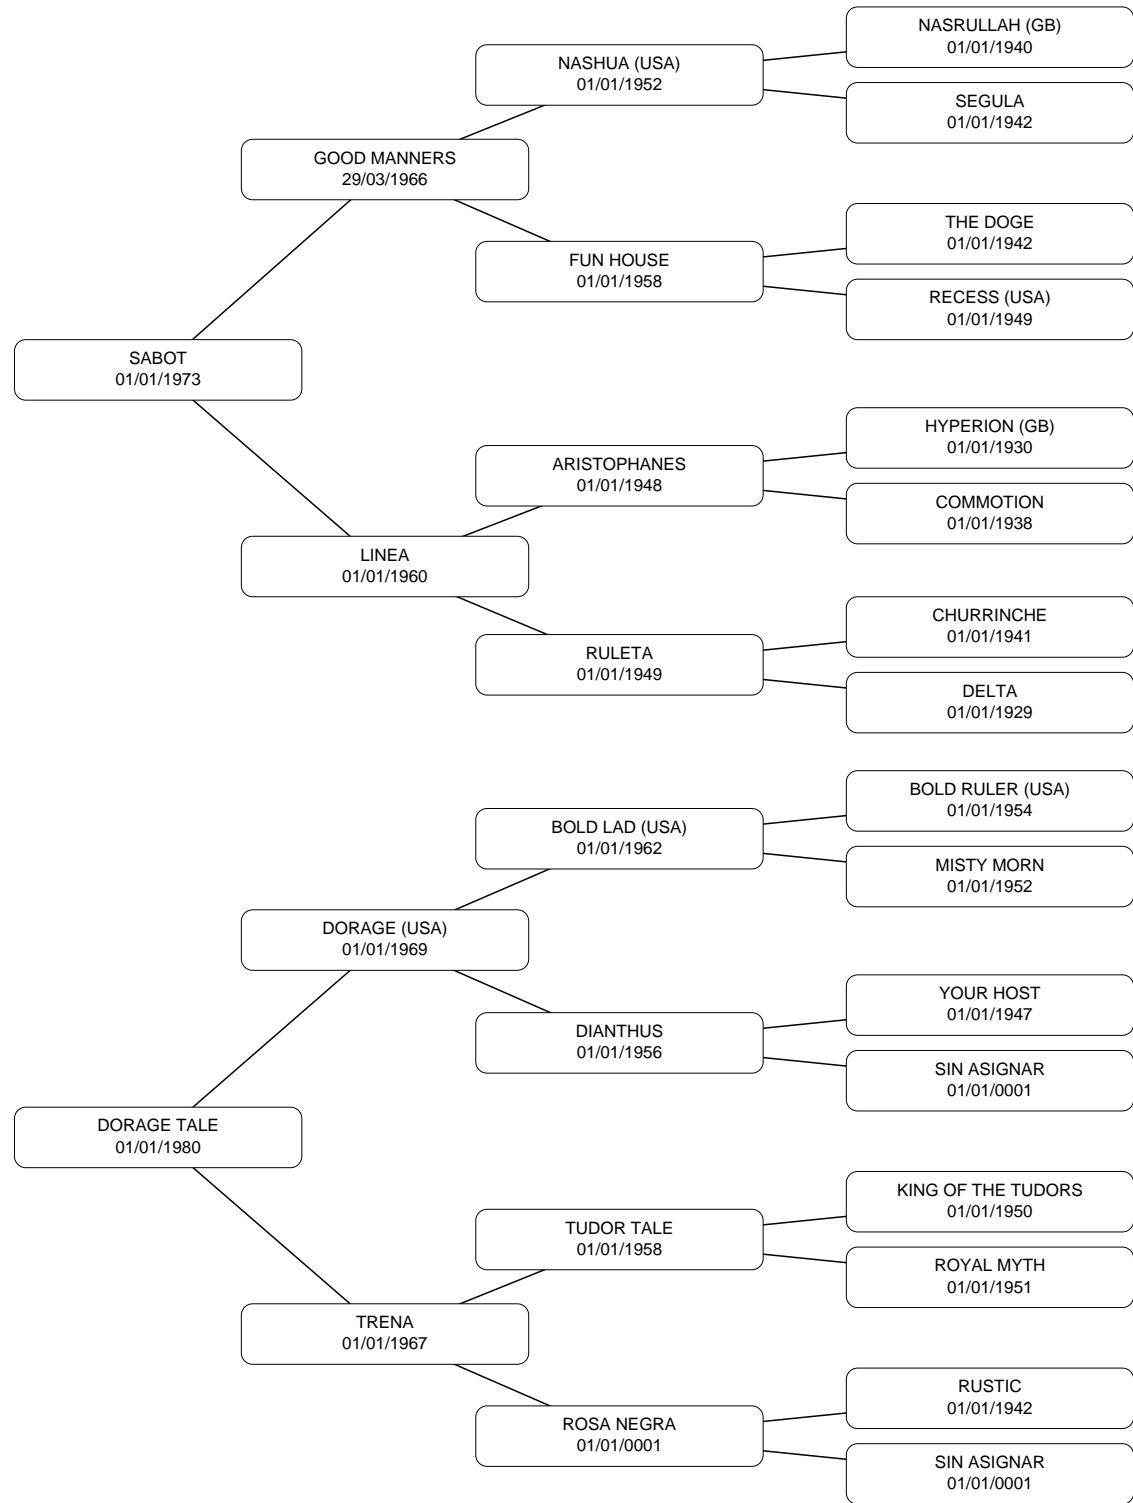 NASRULLAH (GB)
01/01/1940
NASHUA (USA)
01/01/1952
SEGULA
01/01/1942
GOOD MANNERS
29/03/1966
THE DOGE
01/01/1942
FUN HOUSE
01/01/1958
RECESS (USA)
01/01/1949
SABOT
01/01/1973
HYPERION (GB)
01/01/1930
ARISTOPHANES
01/01/1948
COMMOTION
01/01/1938
LINEA
01/01/1960
CHURRINCHE
01/01/1941
RULETA
01/01/1949
DELTA
01/01/1929
BOLD RULER (USA)
01/01/1954
BOLD LAD (USA)
01/01/1962
MISTY MORN
01/01/1952
DORAGE (USA)
01/01/1969
YOUR HOST
01/01/1947
DIANTHUS
01/01/1956
SIN ASIGNAR
01/01/0001
DORAGE TALE
01/01/1980
KING OF THE TUDORS
01/01/1950
TUDOR TALE
01/01/1958
ROYAL MYTH
01/01/1951
TRENA
01/01/1967
RUSTIC
01/01/1942
ROSA NEGRA
01/01/0001
SIN ASIGNAR
01/01/0001